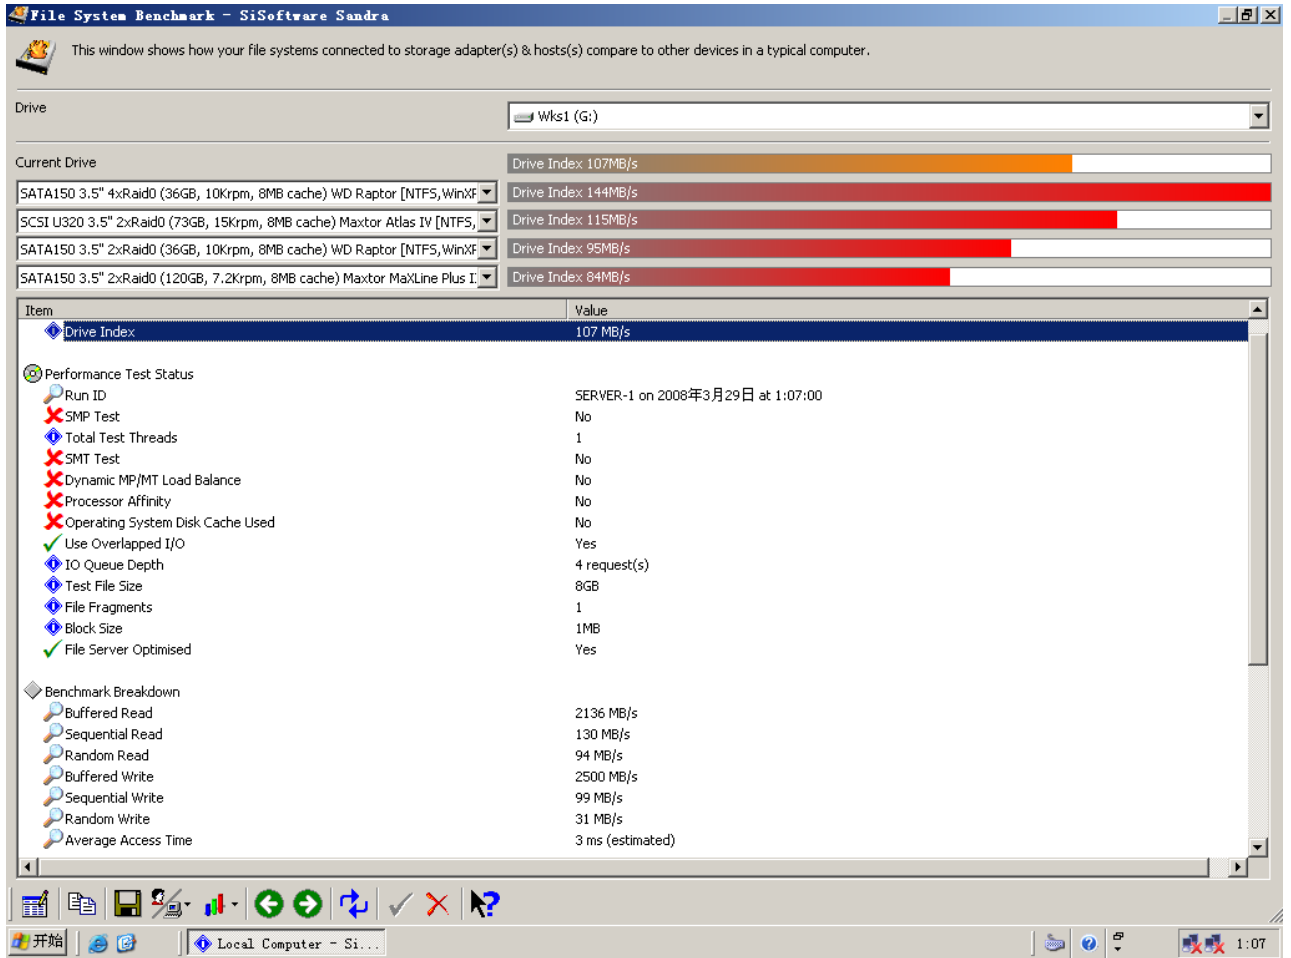 File System Benchmark - SiSoftware Sandra
This window shows how your file systems connected to storage adapter(s) & hosts(s) compare to other devices in a typical computer.
Drive
Wks1 (G:)
Current Drive
Drive Index 107MB/s
SATA150 3.5" 4xRaid0 (36GB, 10Krpm, 8MB cache) WD Raptor [NTFS,WinXP
Drive Index 144MB/s
SCSI U320 3.5" 2xRaid0 (73GB, 15Krpm, 8MB cache) Maxtor Atlas IV [NTFS,
Drive Index 115MB/s
SATA150 3.5" 2xRaid0 (36GB, 10Krpm, 8MB cache) WD Raptor [NTFS,WinXP
Drive Index 95MB/s
SATA150 3.5" 2xRaid0 (120GB, 7.2Krpm, 8MB cache) Maxtor MaXLine Plus I
Drive Index 84MB/s
Item Value
Drive Index 107 MB/s
Performance Test Status
Run ID SERVER-1 on 2008年3月29日 at 1:07:00
SMP Test No
Total Test Threads 1
SMT Test No
Dynamic MP/MT Load Balance No
Processor Affinity No
Operating System Disk Cache Used No
Use Overlapped I/O Yes
IO Queue Depth 4 request(s)
Test File Size 8GB
File Fragments 1
Block Size 1MB
File Server Optimised Yes
Benchmark Breakdown
Buffered Read 2136 MB/s
Sequential Read 130 MB/s
Random Read 94 MB/s
Buffered Write 2500 MB/s
Sequential Write 99 MB/s
Random Write 31 MB/s
Average Access Time 3 ms (estimated)
开始
Local Computer - Si...
1:07